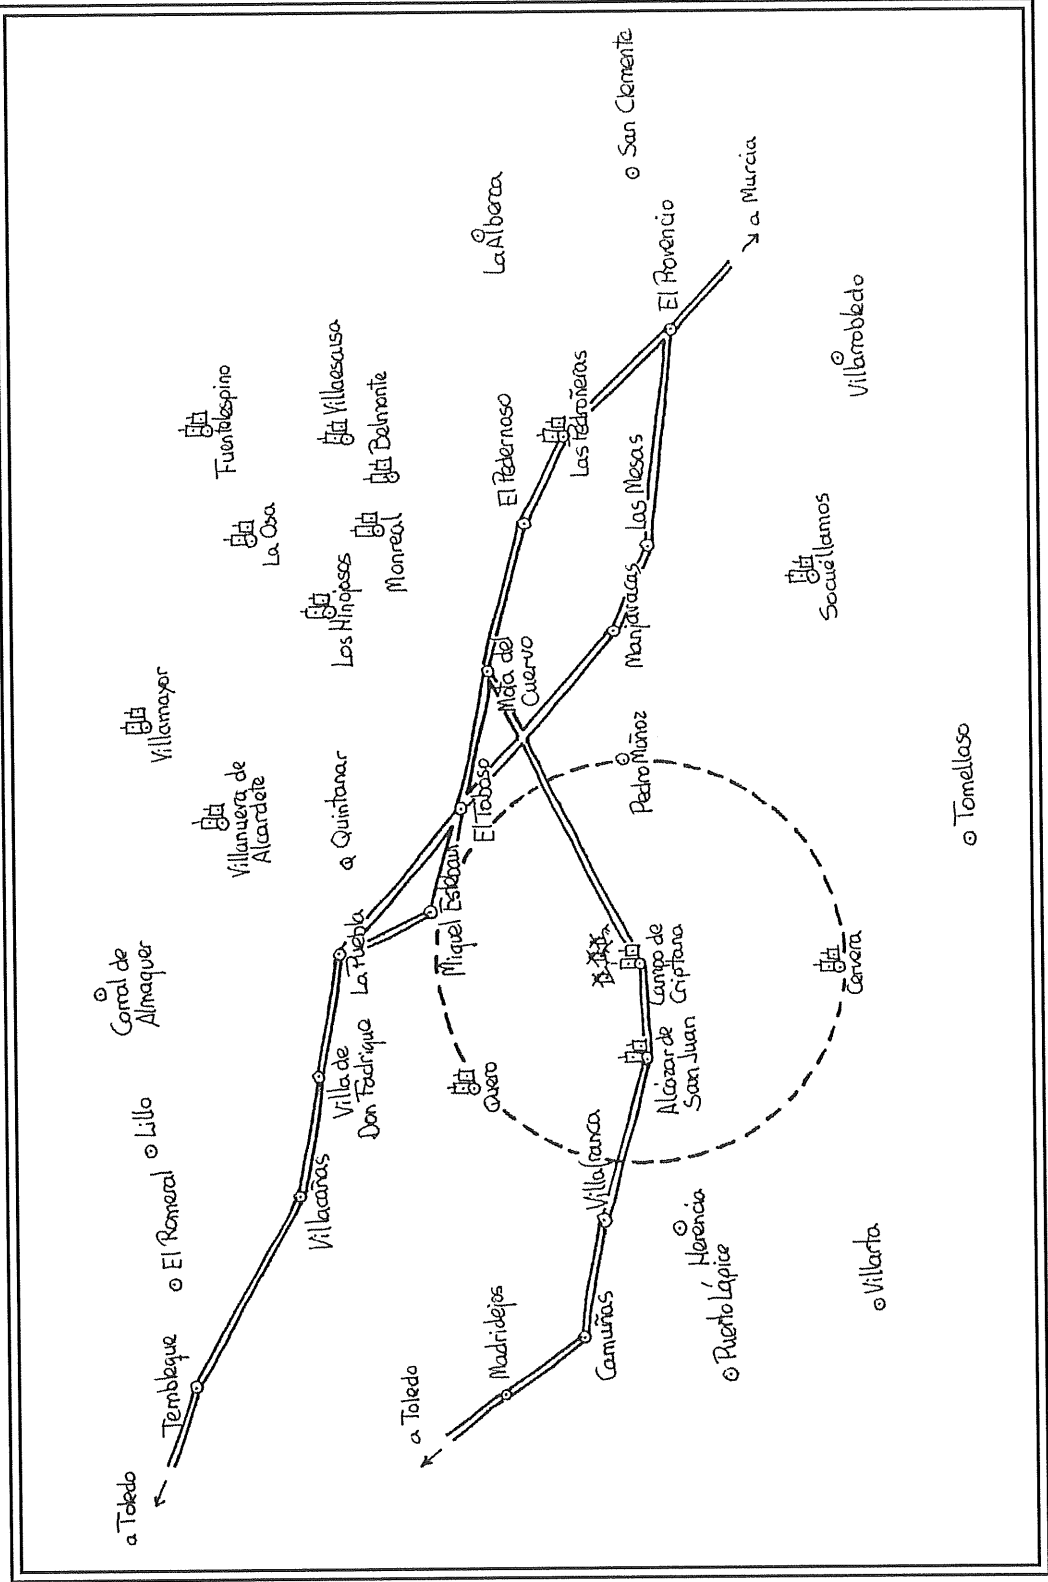 a Toledo
Tembleque
El Romeral
Lillo
Corral de
Almaguer
Villanueva de
Alcardete
Villamayor
La Osa
Fuentelespino
Villacañas
Villa de
Don Fadrique
La Puebla
Quintanar
Los Hinojosos
Monreal
Belmonte
Villaescusa
a Toledo
Madridejos
Quero
Miguel Esteban
El Toboso
Mota del
Cuervo
El Pedernoso
Las Pedroñeras
La Alberca
Camuñas
Villafranca
Alcázar de
San Juan
Campo de
Criptana
Pedro Muñoz
Manjavacas
Las Mesas
El Provencio
San Clemente
a Murcia
Puerto Lápice
Herencia
Villarta
Cervera
Socuéllamos
Villarrobledo
Tomelloso